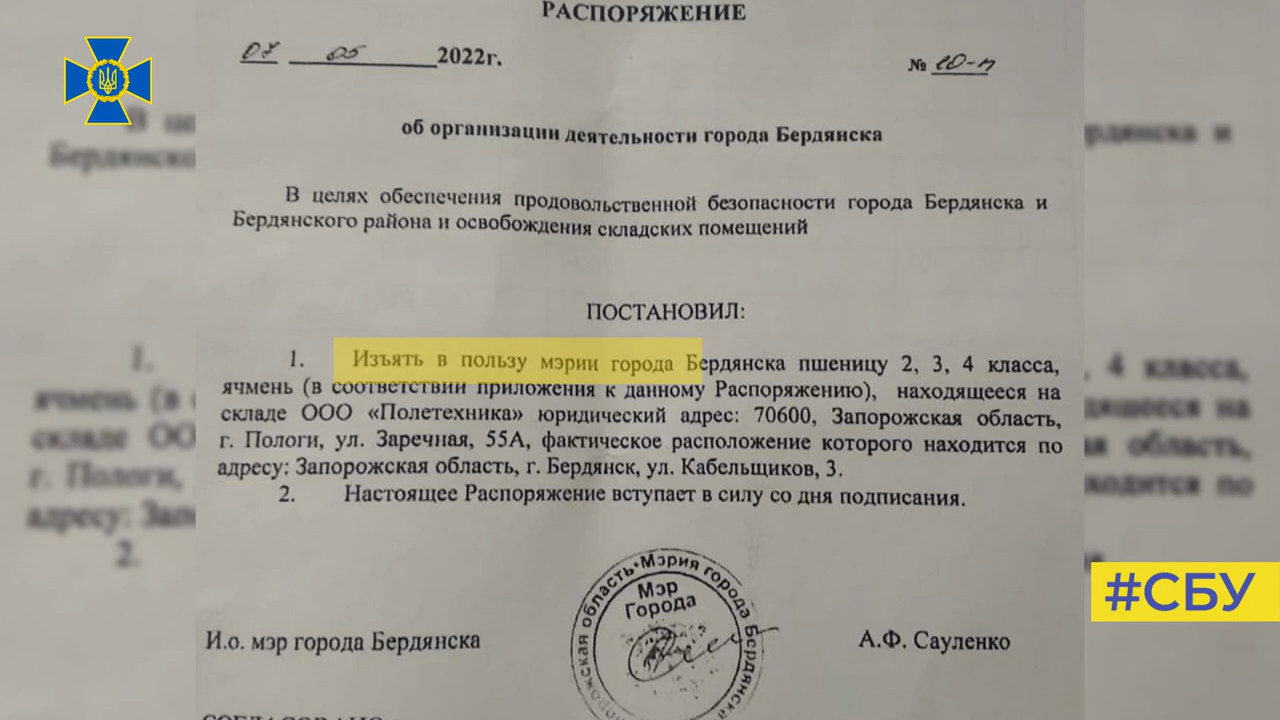 РАСПОРЯЖЕНИЕ
07 05 2022г.
№ 20-п
об организации деятельности города Бердянска
В целях обеспечения продовольственной безопасности города Бердянска и
Бердянского района и освобождения складских помещений
ПОСТАНОВИЛ:
1. Изъять в пользу мэрии города Бердянска пшеницу 2, 3, 4 класса,
ячмень (в соответствии приложения к данному Распоряжению), находящееся на
складе ООО «Полетехника» юридический адрес: 70600, Запорожская область,
г. Пологи, ул. Заречная, 55А, фактическое расположение которого находится по
адресу: Запорожская область, г. Бердянск, ул. Кабельщиков, 3.
2. Настоящее Распоряжение вступает в силу со дня подписания.
#СБУ
И.о. мэр города Бердянска
Мэрия города Бердянска
область
Мэр
Города
А.Ф. Сауленко